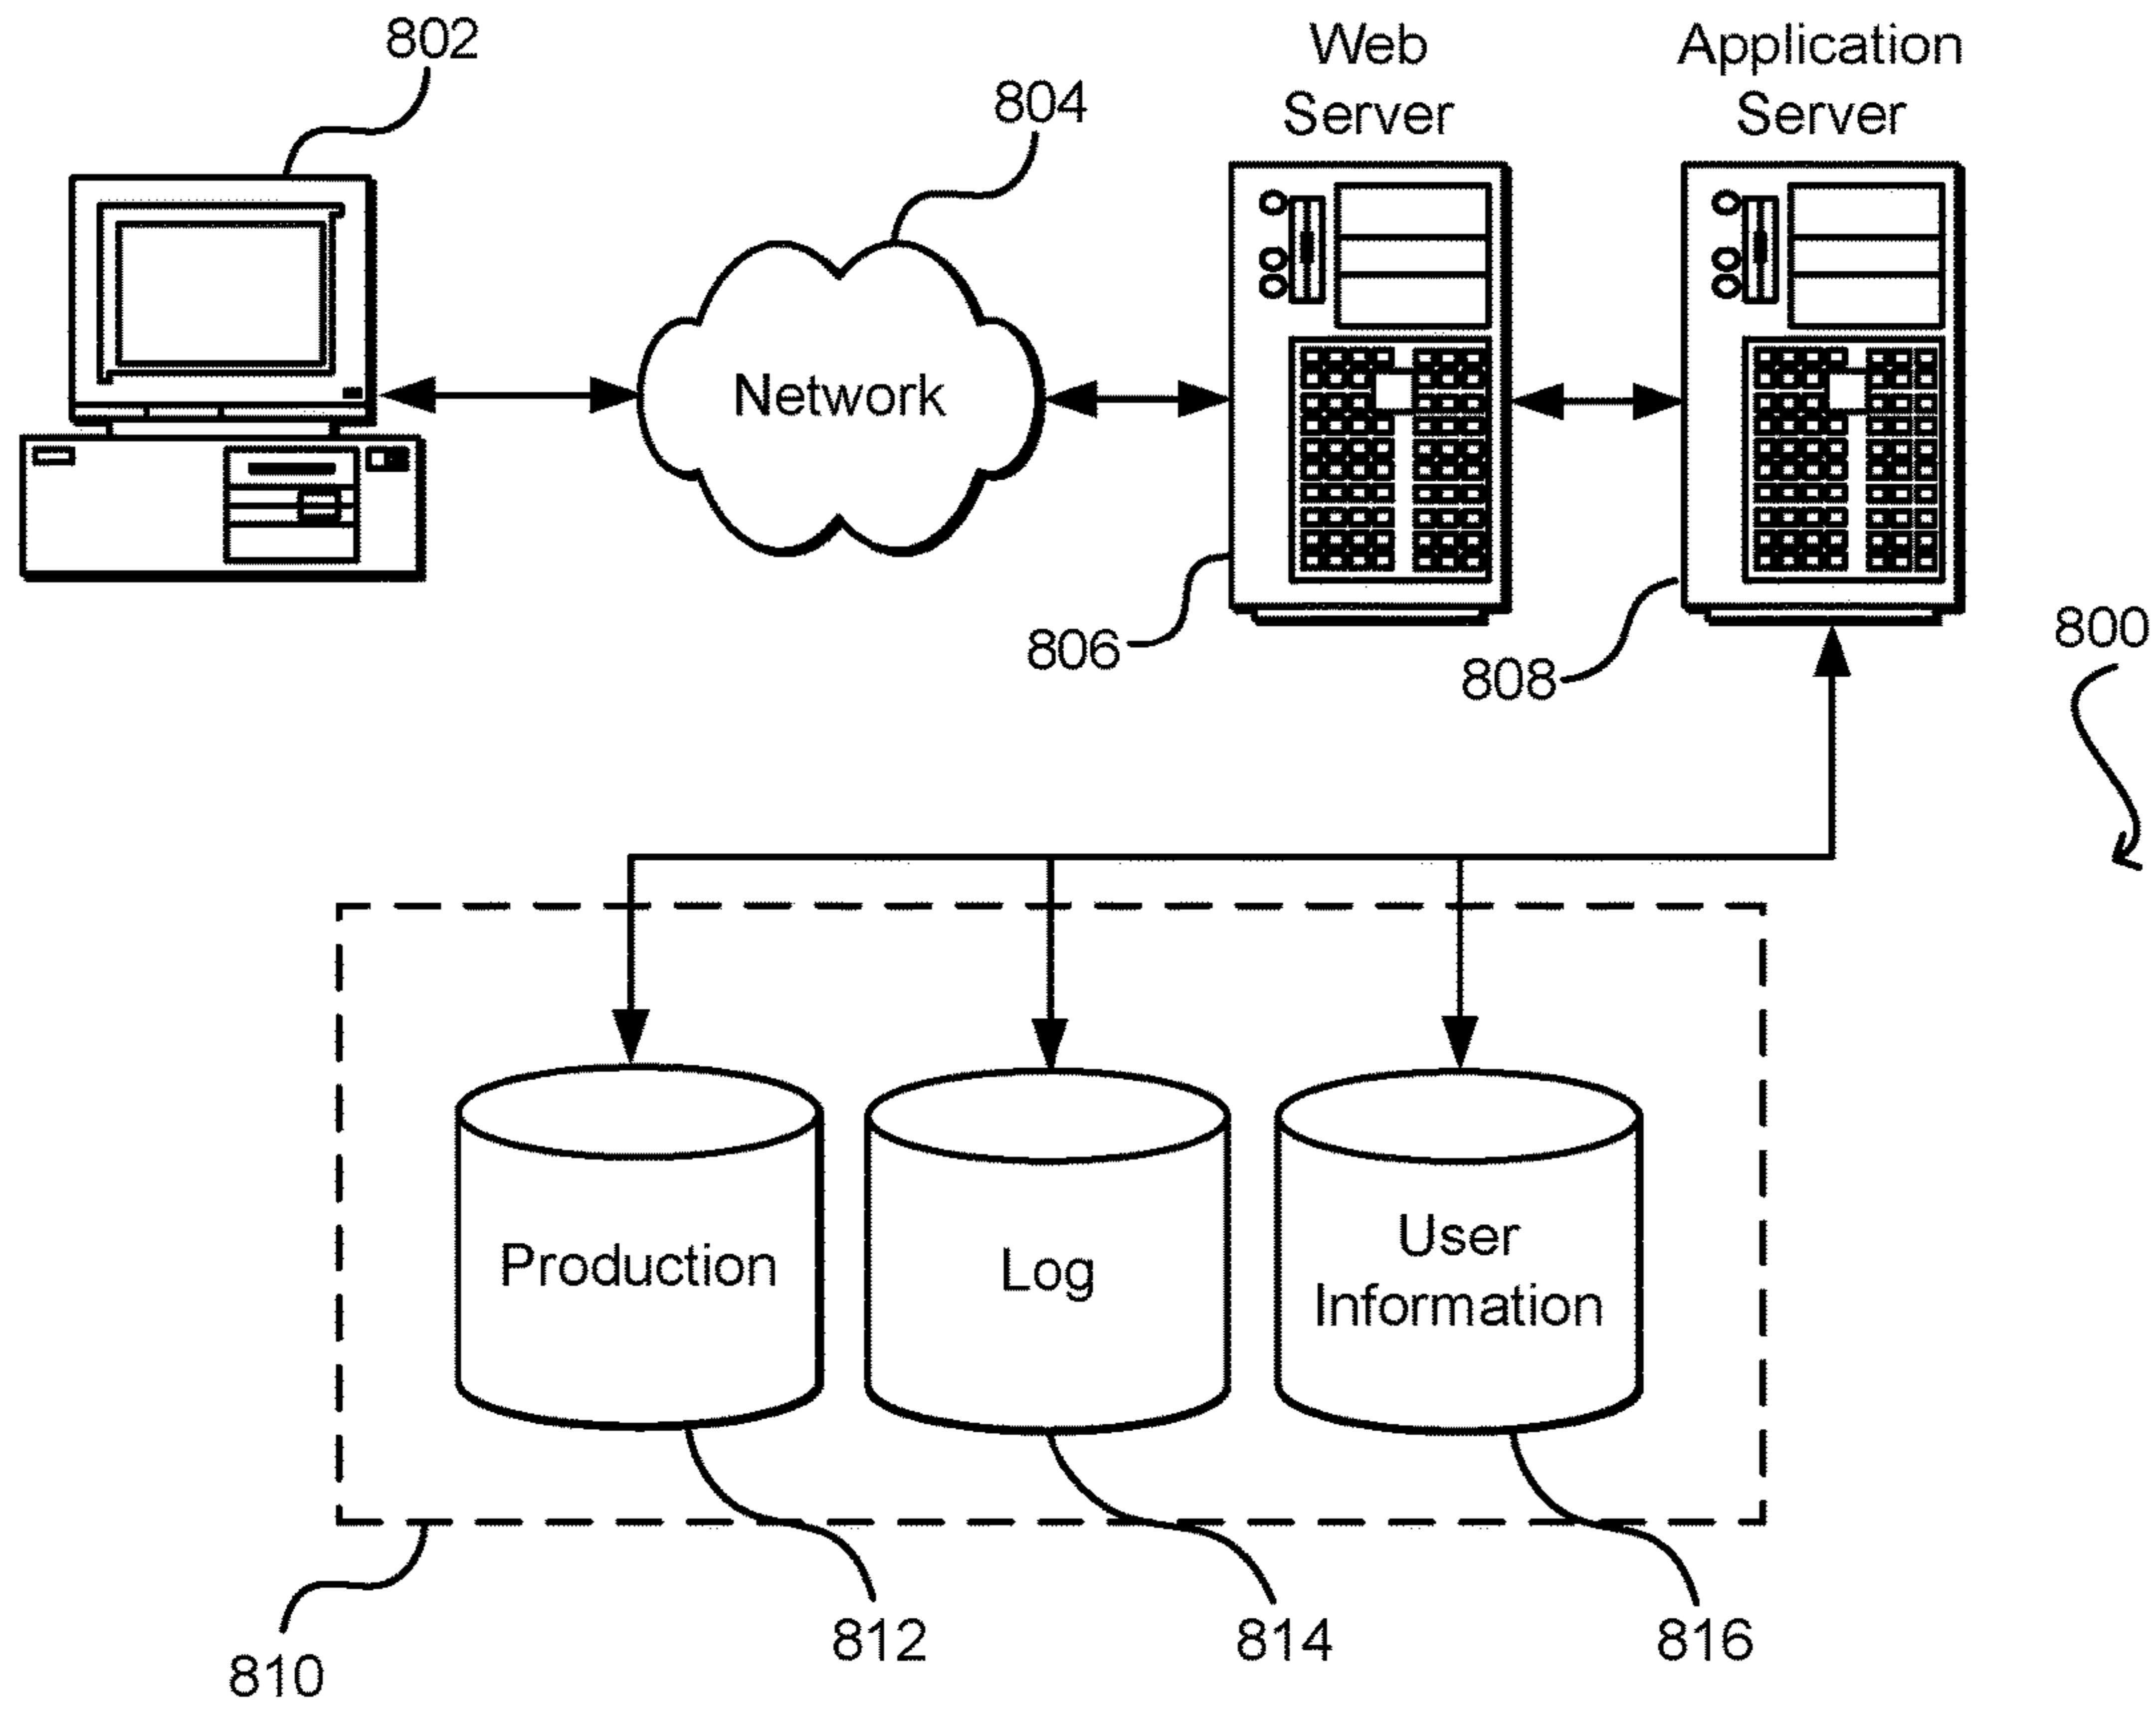 802
804
Web
Server
Application
Server
Network
806
808
800
Production
Log
User
Information
810
812
814
816